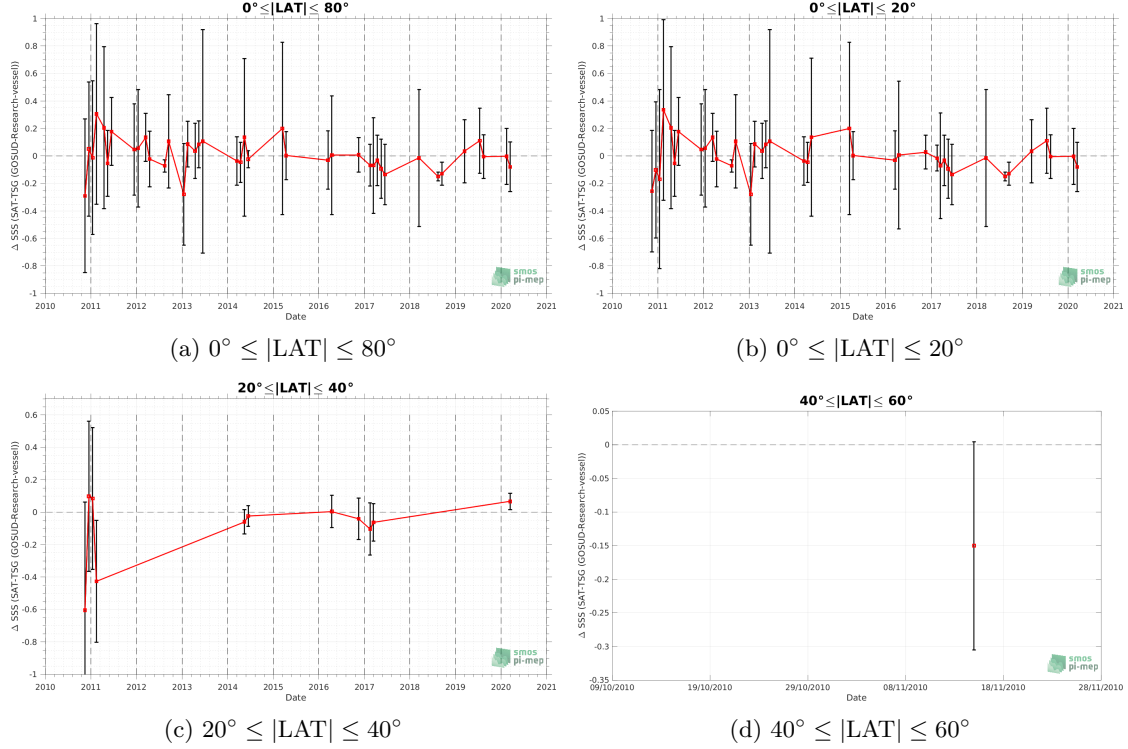 0°≤|LAT|≤ 80°
Δ SSS (SAT-TSG (GOSUD-Research-vessel))
1
0.8
0.6
0.4
0.2
0
-0.2
-0.4
-0.6
-0.8
-1
2010 2011 2012 2013 2014 2015 2016 2017 2018 2019 2020 2021
Date
smos
pi-mep
(a) 0° ≤ |LAT| ≤ 80°
0°≤|LAT|≤ 20°
Δ SSS (SAT-TSG (GOSUD-Research-vessel))
1
0.8
0.6
0.4
0.2
0
-0.2
-0.4
-0.6
-0.8
-1
2010 2011 2012 2013 2014 2015 2016 2017 2018 2019 2020 2021
Date
smos
pi-mep
(b) 0° ≤ |LAT| ≤ 20°
20°≤|LAT|≤ 40°
Δ SSS (SAT-TSG (GOSUD-Research-vessel))
0.6
0.4
0.2
0
-0.2
-0.4
-0.6
-0.8
-1
2010 2011 2012 2013 2014 2015 2016 2017 2018 2019 2020 2021
Date
smos
pi-mep
(c) 20° ≤ |LAT| ≤ 40°
40°≤|LAT|≤ 60°
Δ SSS (SAT-TSG (GOSUD-Research-vessel))
0.05
0
-0.05
-0.1
-0.15
-0.2
-0.25
-0.3
-0.35
09/10/2010 19/10/2010 29/10/2010 08/11/2010 18/11/2010 28/11/2010
Date
smos
pi-mep
(d) 40° ≤ |LAT| ≤ 60°